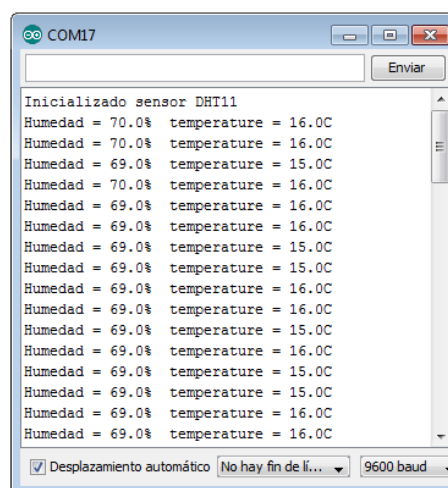 COM17
Enviar
Inicializado sensor DHT11
Humedad = 70.0% temperature = 16.0C
Humedad = 70.0% temperature = 16.0C
Humedad = 69.0% temperature = 15.0C
Humedad = 70.0% temperature = 16.0C
Humedad = 69.0% temperature = 16.0C
Humedad = 69.0% temperature = 16.0C
Humedad = 69.0% temperature = 15.0C
Humedad = 69.0% temperature = 15.0C
Humedad = 69.0% temperature = 16.0C
Humedad = 69.0% temperature = 16.0C
Humedad = 69.0% temperature = 15.0C
Humedad = 69.0% temperature = 16.0C
Humedad = 69.0% temperature = 15.0C
Humedad = 69.0% temperature = 15.0C
Humedad = 69.0% temperature = 16.0C
Humedad = 69.0% temperature = 16.0C
Desplazamiento automático No hay fin de lí... 9600 baud